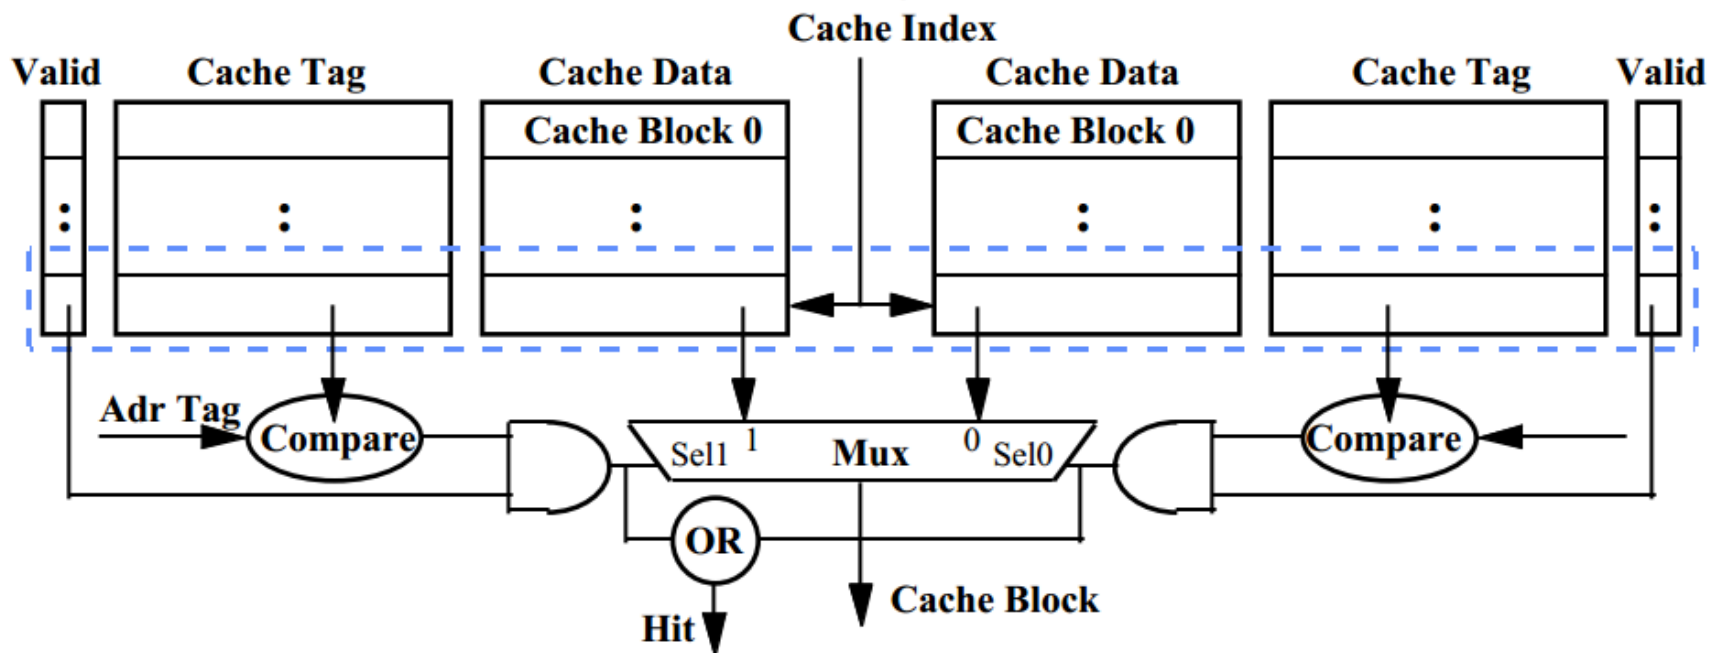 Cache Index
Valid Cache Tag Cache Data Cache Data Cache Tag Valid
Cache Block 0 Cache Block 0
: : : : : :
Adr Tag
Compare Sel1 1 Mux 0 Sel0 Compare
OR
Cache Block
Hit